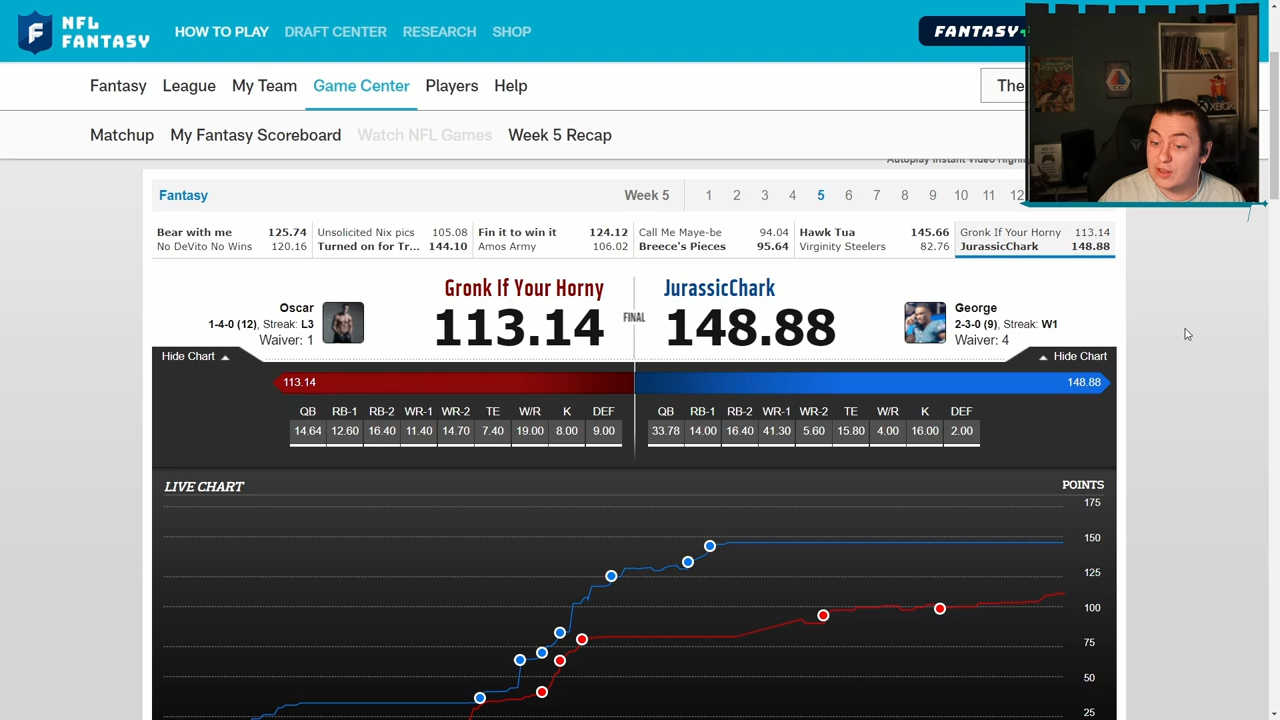 NFL FANTASY
HOW TO PLAY DRAFT CENTER RESEARCH SHOP
FANTASY+
Fantasy League My Team Game Center Players Help
The
Matchup My Fantasy Scoreboard Watch NFL Games Week 5 Recap
Fantasy Week 5 1 2 3 4 5 6 7 8 9 10 11 12
Bear with me 125.74 Unsolicited Nix pics 105.08 Fin it to win it 124.12 Call Me Maye-be 94.04 Hawk Tua 145.66 Gronk If Your Horny 113.14
No DeVito No Wins 120.16 Turned on for Tr... 144.10 Amos Army 106.02 Breece's Pieces 95.64 Virginity Steelers 82.76 JurassicChark 148.88
Gronk If Your Horny JurassicChark
Oscar
1-4-0 (12), Streak: L3
Waiver: 1
113.14 FINAL 148.88
George
2-3-0 (9), Streak: W1
Waiver: 4
Hide Chart Hide Chart
113.14 148.88
QB RB-1 RB-2 WR-1 WR-2 TE W/R K DEF QB RB-1 RB-2 WR-1 WR-2 TE W/R K DEF
14.64 12.60 16.40 11.40 14.70 7.40 19.00 8.00 9.00 33.78 14.00 16.40 41.30 5.60 15.80 4.00 16.00 2.00
LIVE CHART POINTS
175
150
125
100
75
50
25
XBOX